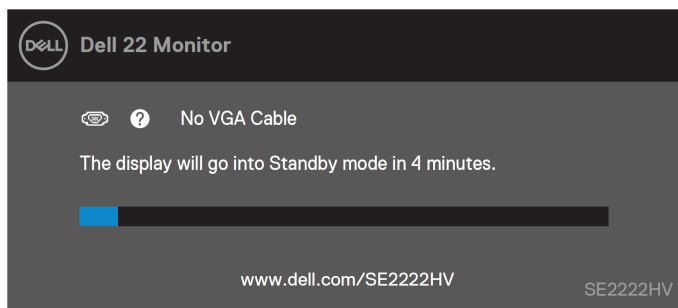 DELL
Dell 22 Monitor
? No VGA Cable
The display will go into Standby mode in 4 minutes.
www.dell.com/SE2222HV
SE2222HV